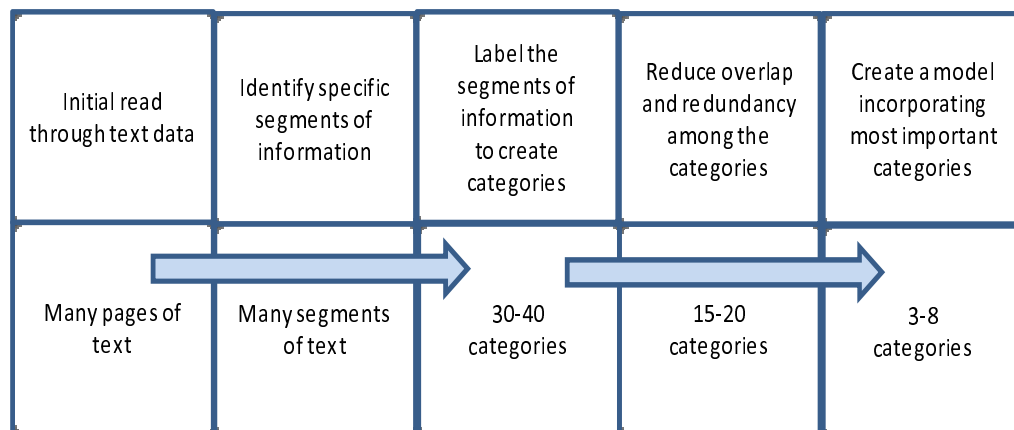 Initial read
through text data
Identify specific
segments of
information
Label the
segments of
information
to create
categories
Reduce overlap
and redundancy
among the
categories
Create a model
incorporating
most important
categories
Many pages of
text
Many segments
of text
30-40
categories
15-20
categories
3-8
categories